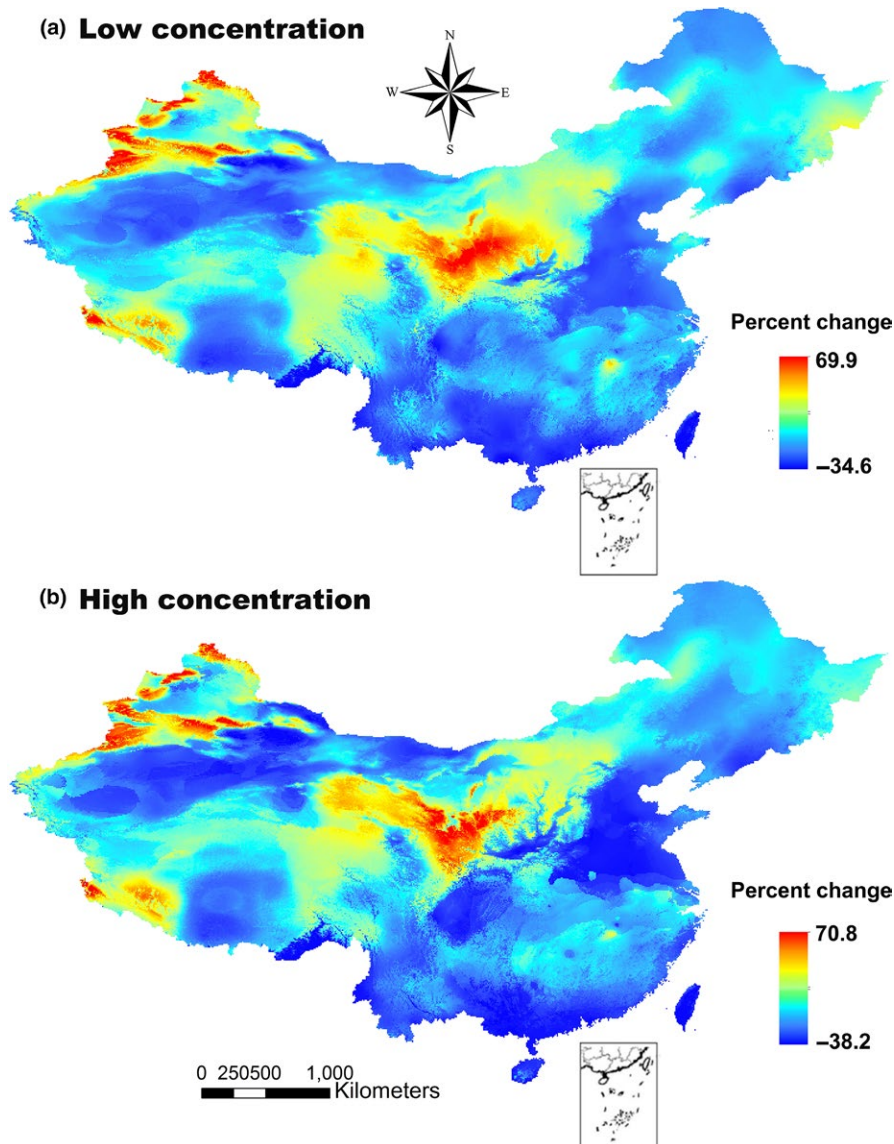 (a) Low concentration
N
W E
S
Percent change
69.9
−34.6
(b) High concentration
Percent change
70.8
−38.2
0 250500 1,000
Kilometers